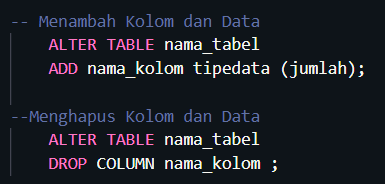 -- Menambah Kolom dan Data
ALTER TABLE nama_tabel
ADD nama_kolom tipedata (jumlah);
--Menghapus Kolom dan Data
ALTER TABLE nama_tabel
DROP COLUMN nama_kolom ;